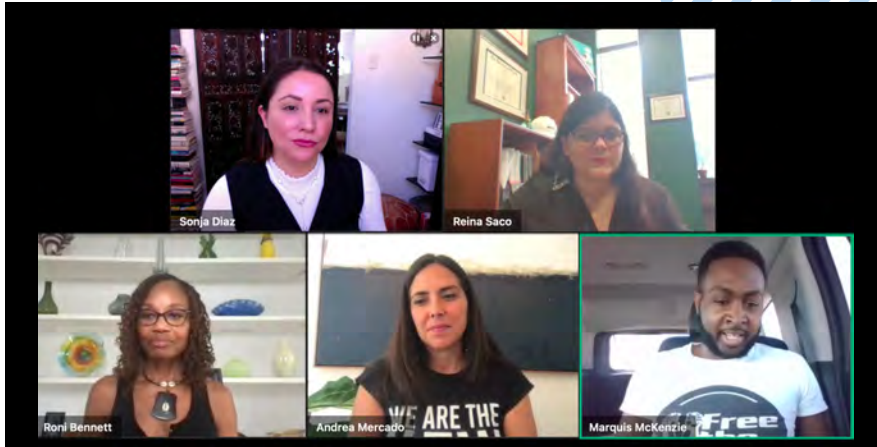 Sonja Diaz
Reina Saco
Roni Bennett
Andrea Mercado
WE ARE THE
Marquis McKenzie
Free